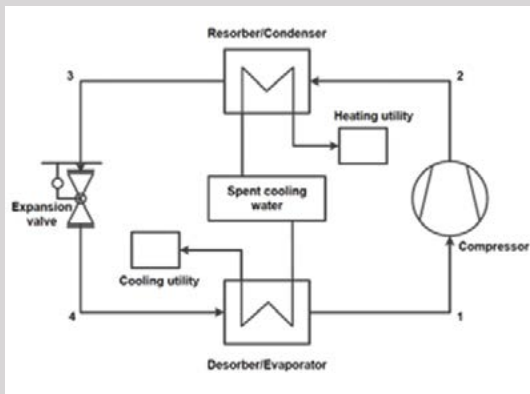 Resorber/Condenser
3
2
Heating utility
Spent cooling
water
Expansion
valve
Compressor
Cooling utility
4
1
Desorber/Evaporator